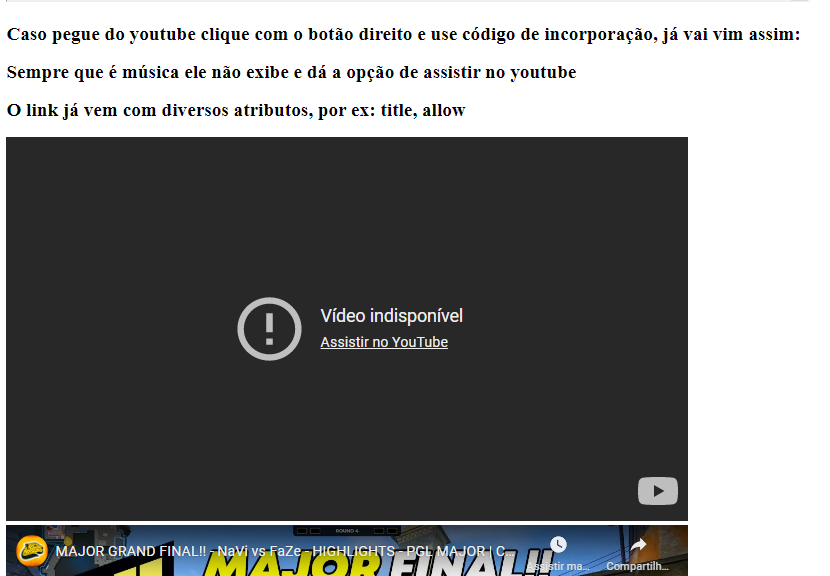 Caso pegue do youtube clique com o botão direito e use código de incorporação, já vai vim assim:
Sempre que é música ele não exibe e dá a opção de assistir no youtube
O link já vem com diversos atributos, por ex: title, allow
Vídeo indisponível
Assistir no YouTube
ROUND 4
MAJOR GRAND FINAL!! - NaVi vs FaZe - HIGHLIGHTS - PGL MAJOR | C...
Assistir ma...
Compartilh...
MAJOR FINAL!!